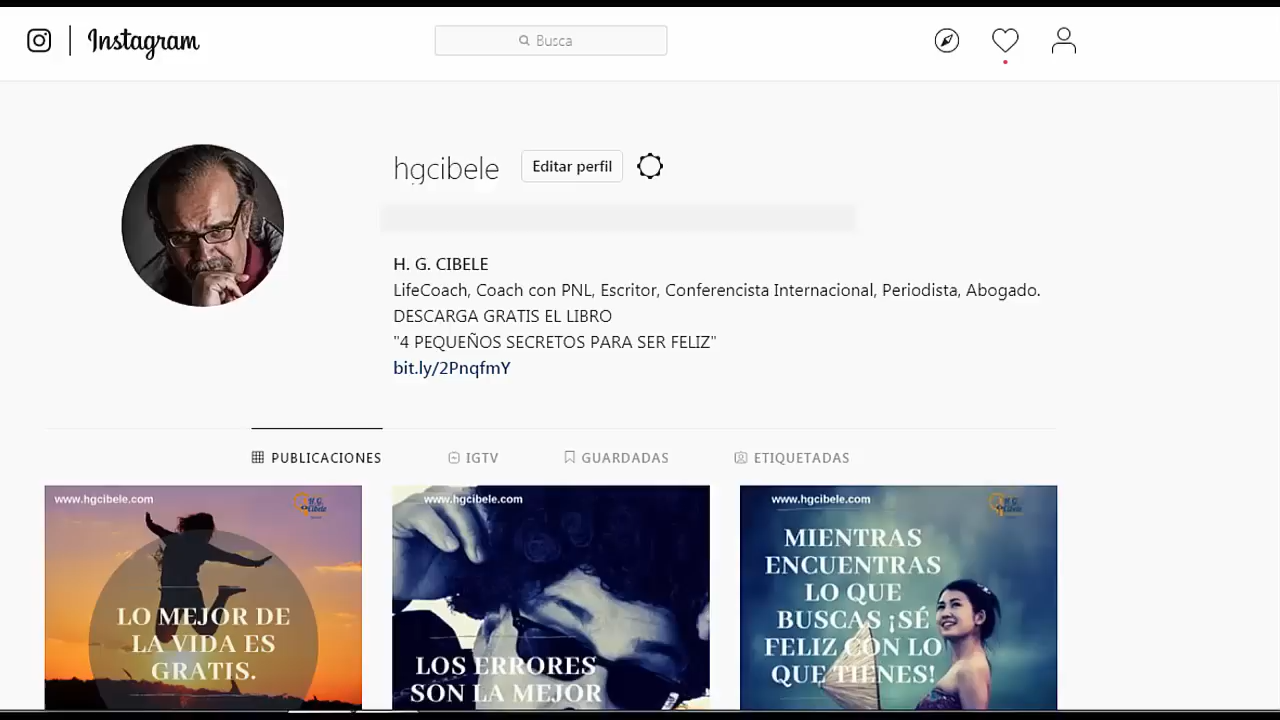 Instagram
Busca
hgcibele
Editar perfil
H. G. CIBELE
LifeCoach, Coach con PNL, Escritor, Conferencista Internacional, Periodista, Abogado.
DESCARGA GRATIS EL LIBRO
"4 PEQUEÑOS SECRETOS PARA SER FELIZ"
bit.ly/2PnqfmY
PUBLICACIONES
IGTV
GUARDADAS
ETIQUETADAS
www.hgcibele.com
H. G.
Cibele
LO MEJOR DE
LA VIDA ES
GRATIS.
www.hgcibele.com
LOS ERRORES
SON LA MEJOR
www.hgcibele.com
H. G.
Cibele
MIENTRAS
ENCUENTRAS
LO QUE
BUSCAS ¡SÉ
FELIZ CON LO
QUE TIENES!